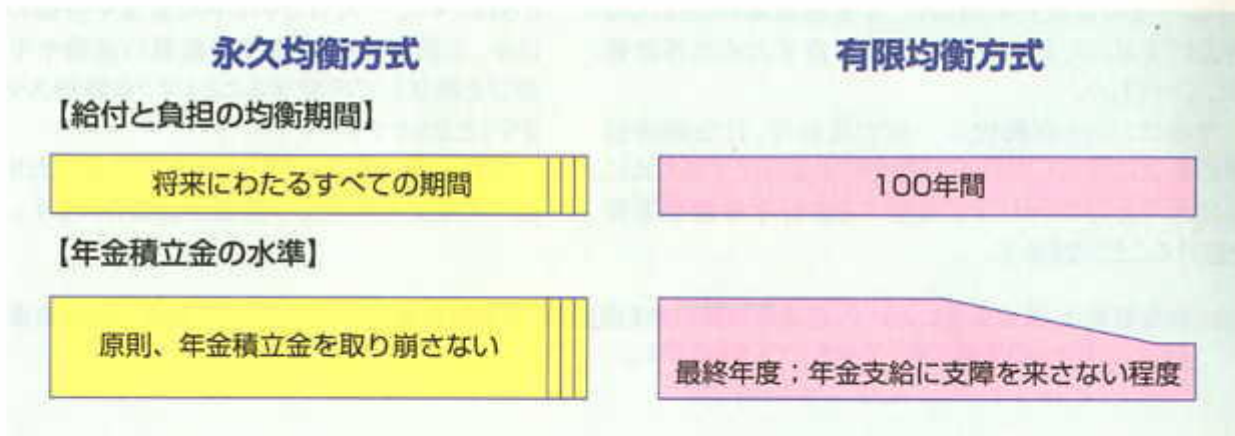 永久均衡方式
有限均衡方式
【給付と負担の均衡期間】
将来にわたるすべての期間
100年間
【年金積立金の水準】
原則、年金積立金を取り崩さない
最終年度；年金支給に支障を来さない程度